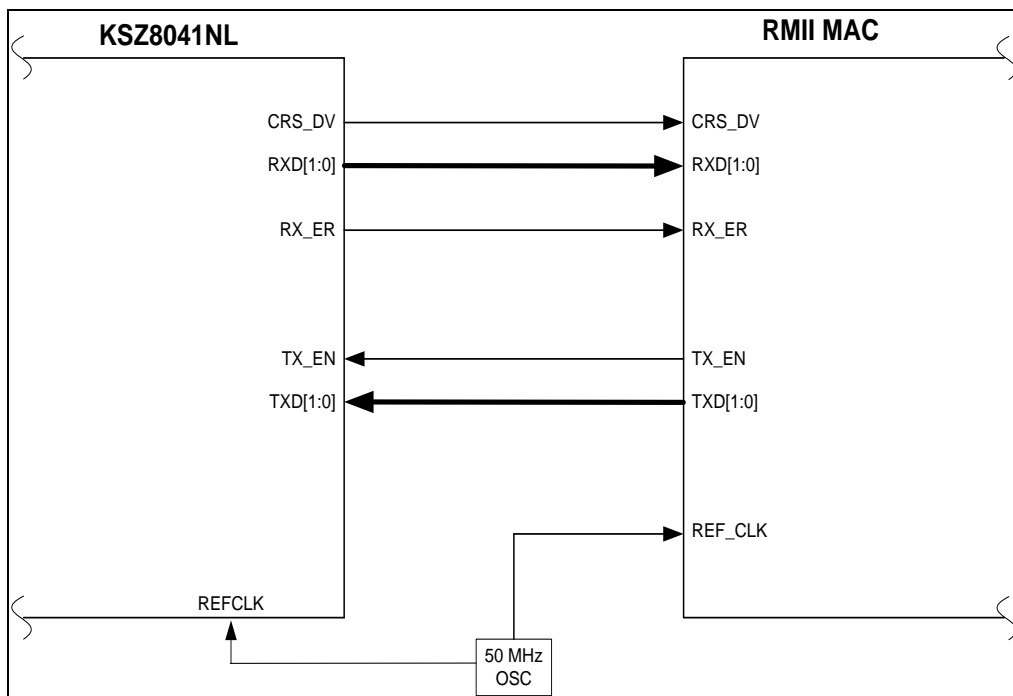 KSZ8041NL
RMII MAC
CRS_DV
CRS_DV
RXD[1:0]
RXD[1:0]
RX_ER
RX_ER
TX_EN
TX_EN
TXD[1:0]
TXD[1:0]
REF_CLK
REFCLK
50 MHz
OSC